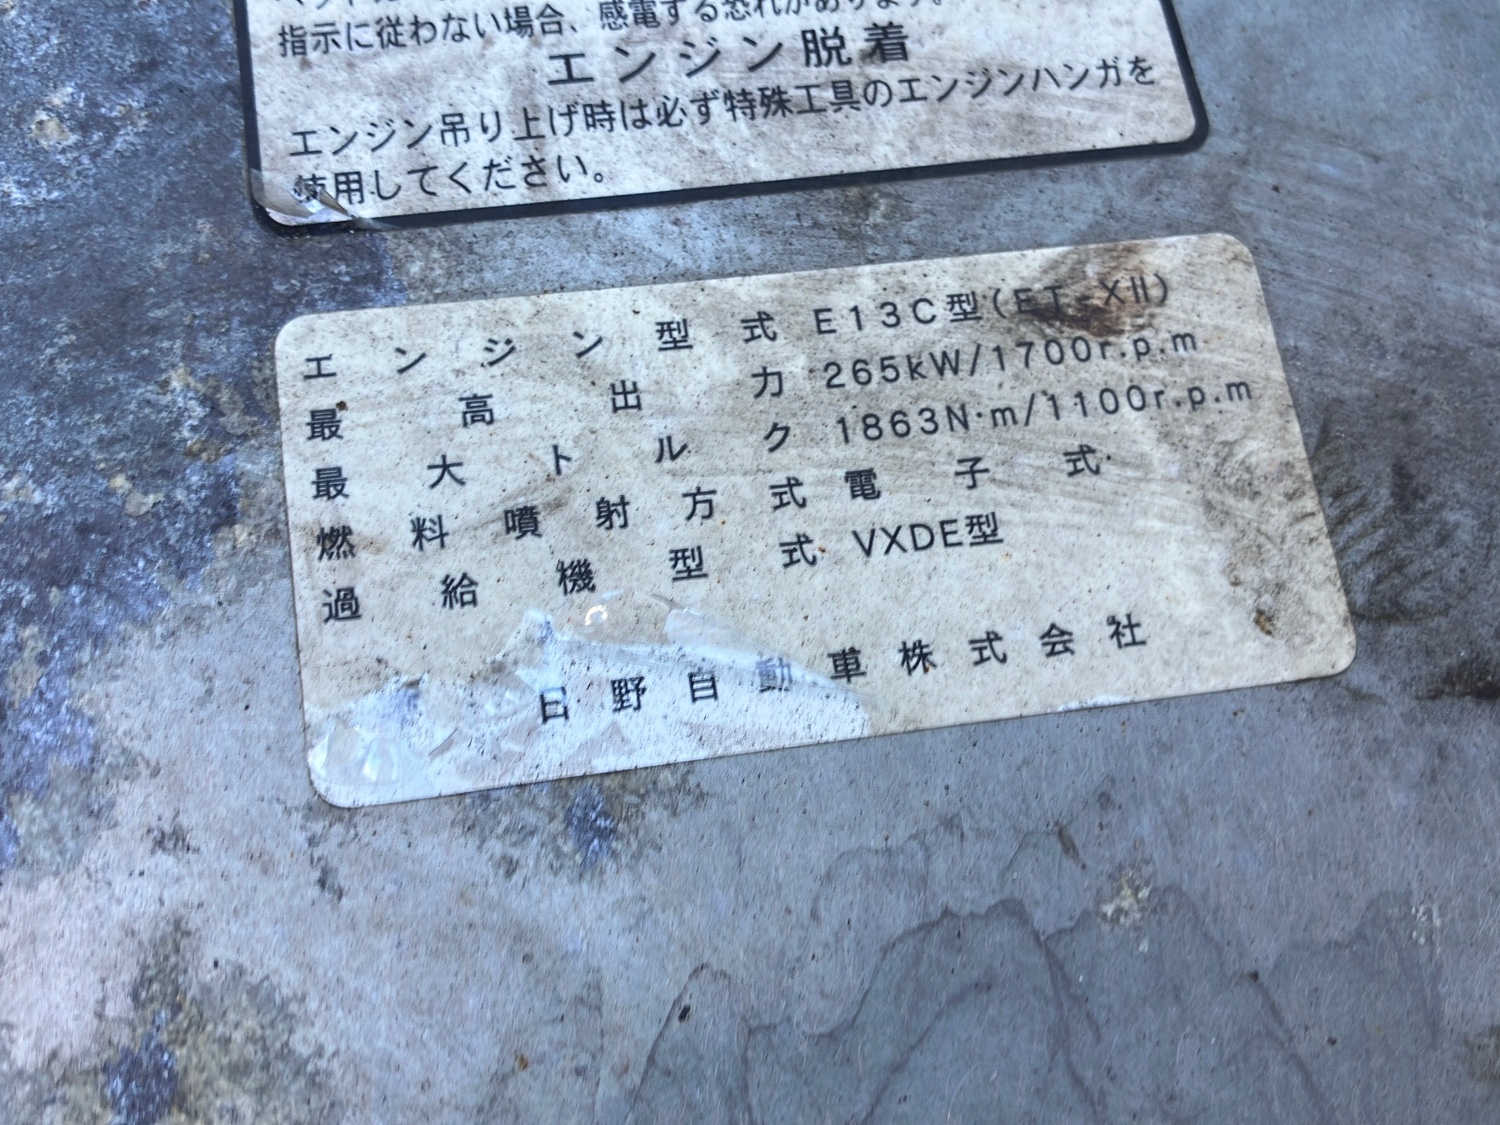 指示に従わない場合、感電する恐れがあります。
エンジン脱着
エンジン吊り上げ時は必ず特殊工具のエンジンハンガを
使用してください。
エンジン型式 E13C型(ET-XII)
最高出力 265kW/1700r.p.m
最大トルク 1863N·m/1100r.p.m
燃料噴射方式 電子式
過給機型式 VXDE型
日野自動車株式会社